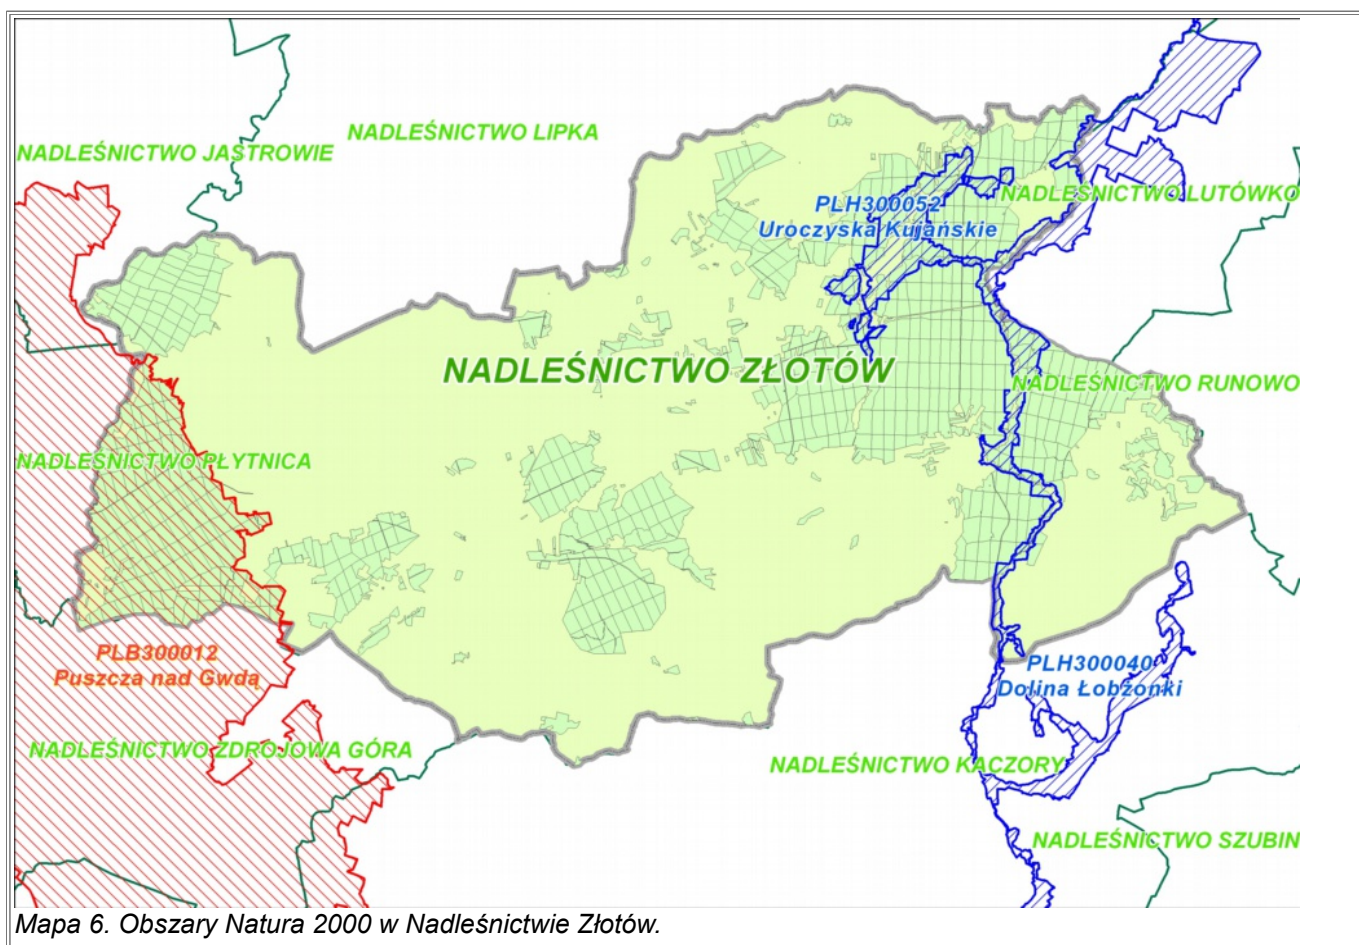 NADLEŚNICTWO LIPKA
NADLEŚNICTWO JASTROWIE
NADLEŚNICTWO LUTÓWKO
PLH300052
Uroczyska Kujańskie
NADLEŚNICTWO ZŁOTÓW
NADLEŚNICTWO RUNOWO
NADLEŚNICTWO PŁYTNICA
PLB300012
Puszcza nad Gwdą
PLH300040
Dolina Łobżonki
NADLEŚNICTWO ZDROJOWA GÓRA
NADLEŚNICTWO KACZORY
NADLEŚNICTWO SZUBIN
Mapa 6. Obszary Natura 2000 w Nadleśnictwie Złotów.